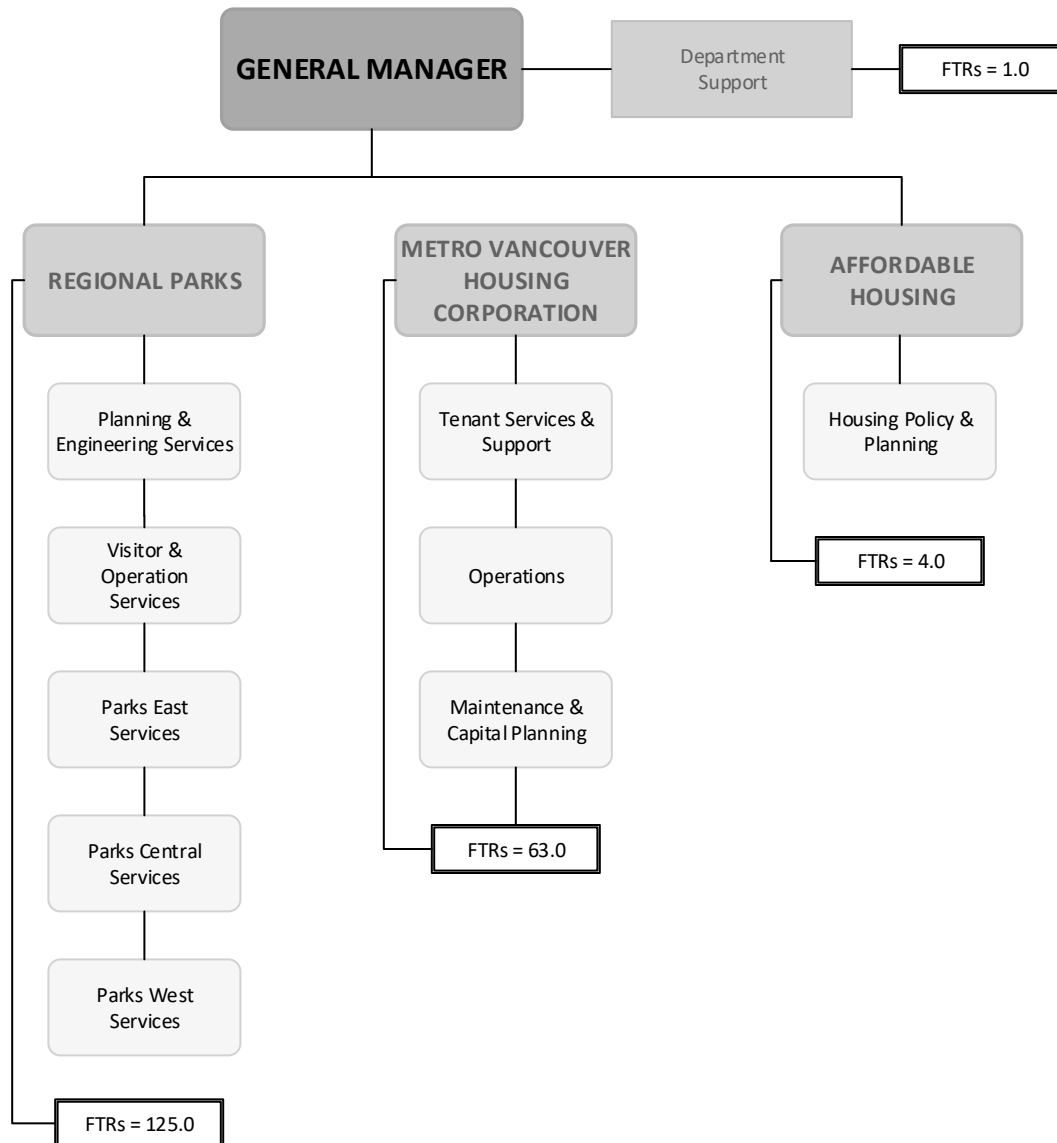 GENERAL MANAGER
Department
Support
FTRs = 1.0
REGIONAL PARKS
METRO VANCOUVER
HOUSING
CORPORATION
AFFORDABLE
HOUSING
Planning &
Engineering Services
Tenant Services &
Support
Housing Policy &
Planning
Visitor &
Operation
Services
Operations
FTRs = 4.0
Parks East
Services
Maintenance &
Capital Planning
Parks Central
Services
FTRs = 63.0
Parks West
Services
FTRs = 125.0